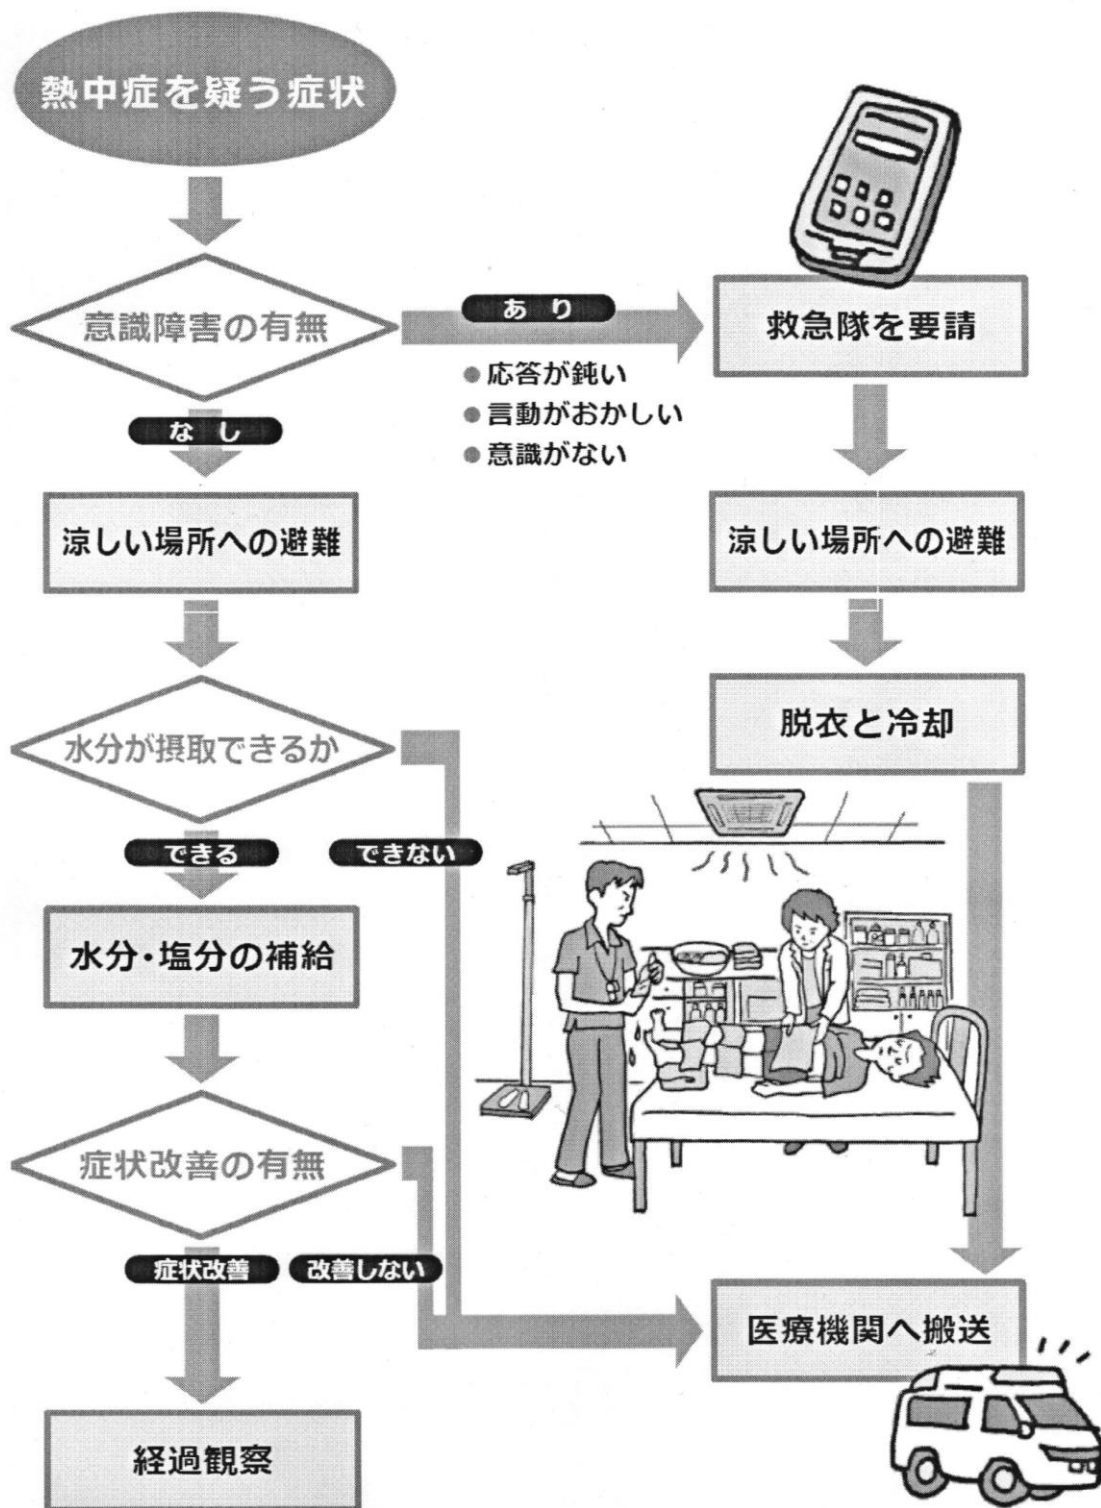 熱中症を疑う症状
意識障害の有無
あり
・応答が鈍い
・言動がおかしい
・意識がない
救急隊を要請
なし
涼しい場所への避難
涼しい場所への避難
水分が摂取できるか
脱衣と冷却
できる
できない
水分・塩分の補給
症状改善の有無
症状改善
改善しない
医療機関へ搬送
経過観察